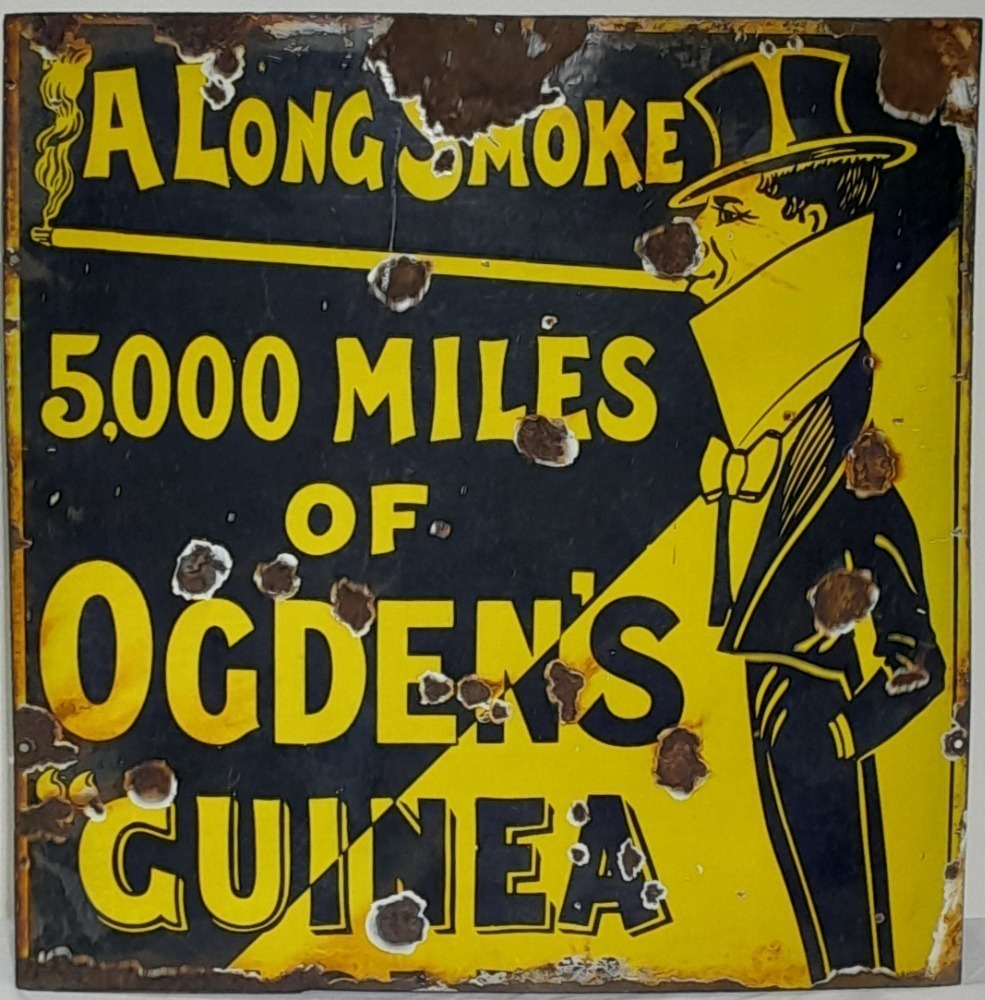 A LONG SMOKE
5,000 MILES
OF
OGDEN'S
“GUINEA